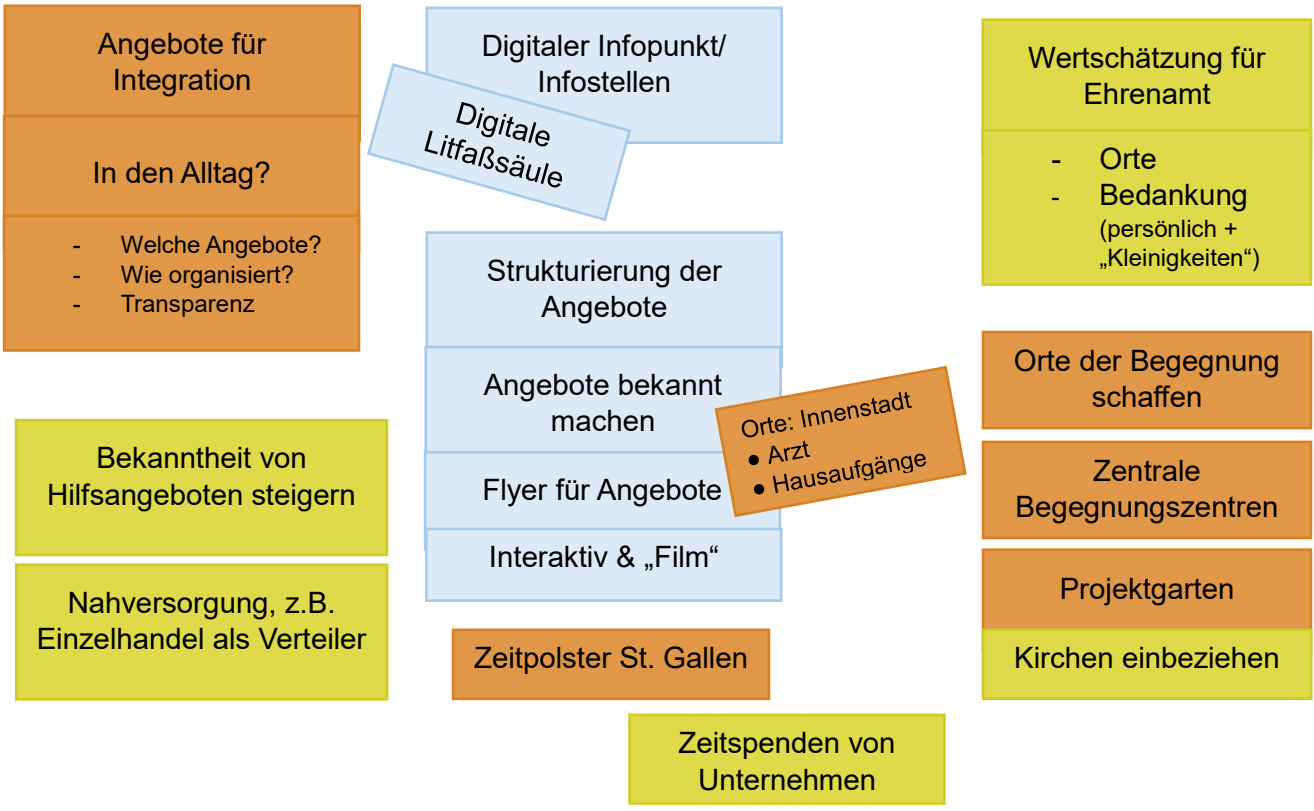 Angebote für
Integration
In den Alltag?
- Welche Angebote?
- Wie organisiert?
- Transparenz
Bekanntheit von
Hilfsangeboten steigern
Nahversorgung, z.B.
Einzelhandel als Verteiler
Digitaler Infopunkt/
Infostellen
Digitale
Litfaßsäule
Strukturierung der
Angebote
Angebote bekannt
machen
Flyer für Angebote
Interaktiv & „Film“
Orte: Innenstadt
● Arzt
● Hausaufgänge
Zeitpolster St. Gallen
Zeitspenden von
Unternehmen
Wertschätzung für
Ehrenamt
- Orte
- Bedankung
(persönlich +
„Kleinigkeiten“)
Orte der Begegnung
schaffen
Zentrale
Begegnungszentren
Projektgarten
Kirchen einbeziehen